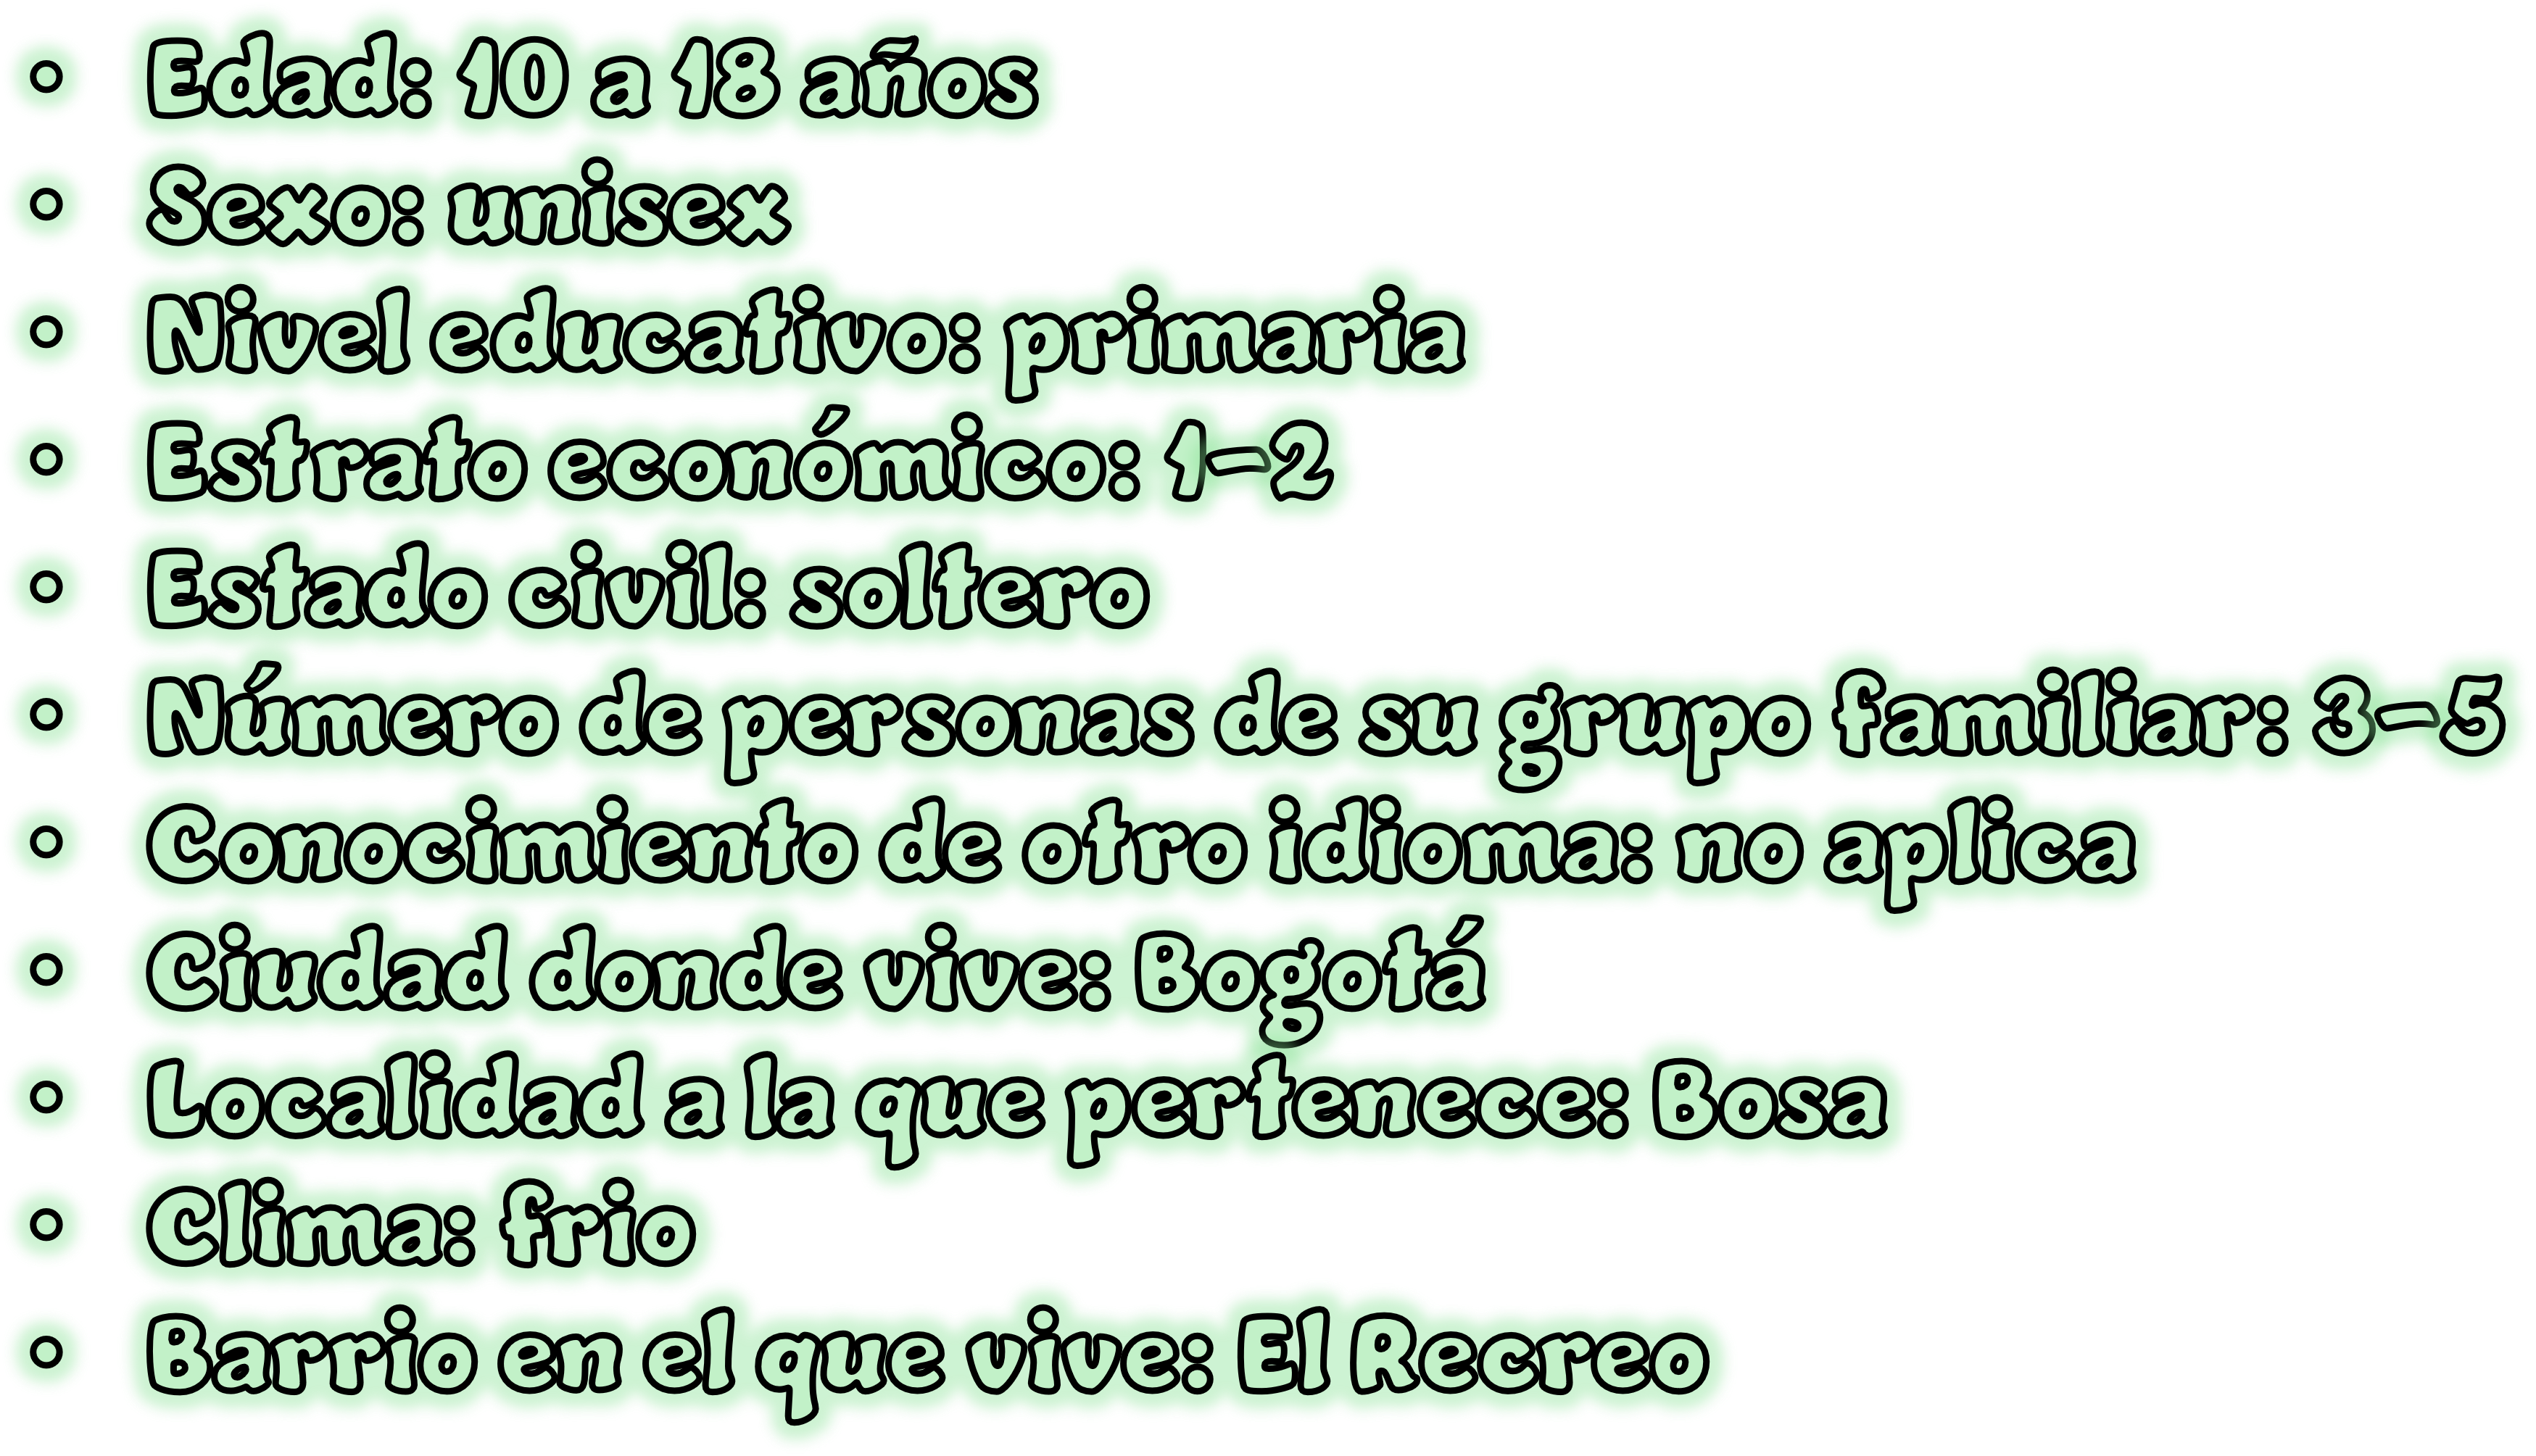 • Edad: 10 a 18 años
• Sexo: unisex
• Nivel educativo: primaria
• Estrato económico: 1-2
• Estado civil: soltero
• Número de personas de su grupo familiar: 3-5
• Conocimiento de otro idioma: no aplica
• Ciudad donde vive: Bogotá
• Localidad a la que pertenece: Bosa
• Clima: frio
• Barrio en el que vive: El Recreo